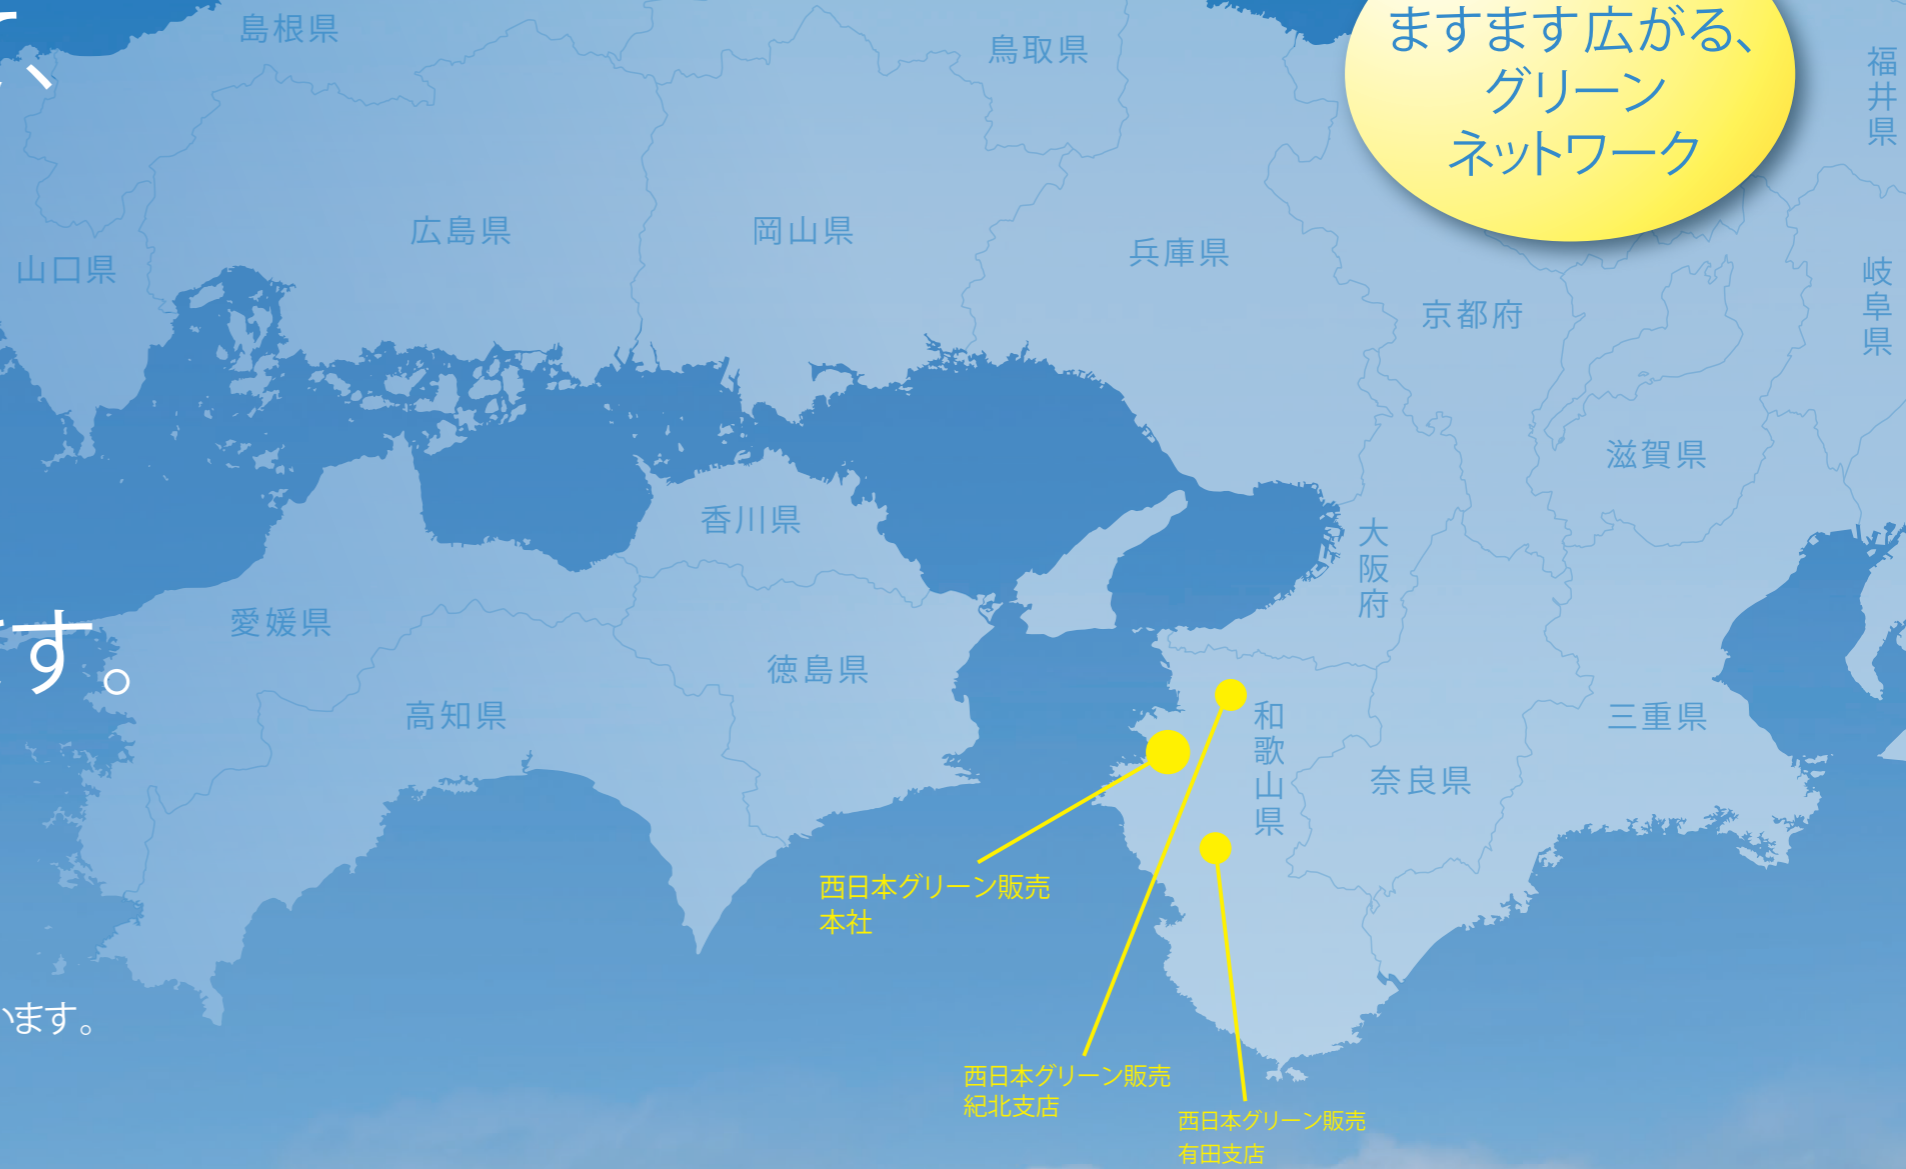 て、
ます広がる、
グリーン
ネットワーク
島根県
鳥取県
福井県
広島県
岡山県
兵庫県
山口県
京都府
岐阜県
滋賀県
香川県
大阪府
愛媛県
徳島県
す。
高知県
和歌山県
三重県
奈良県
西日本グリーン販売
本社
います。
西日本グリーン販売
紀北支店
西日本グリーン販売
有田支店